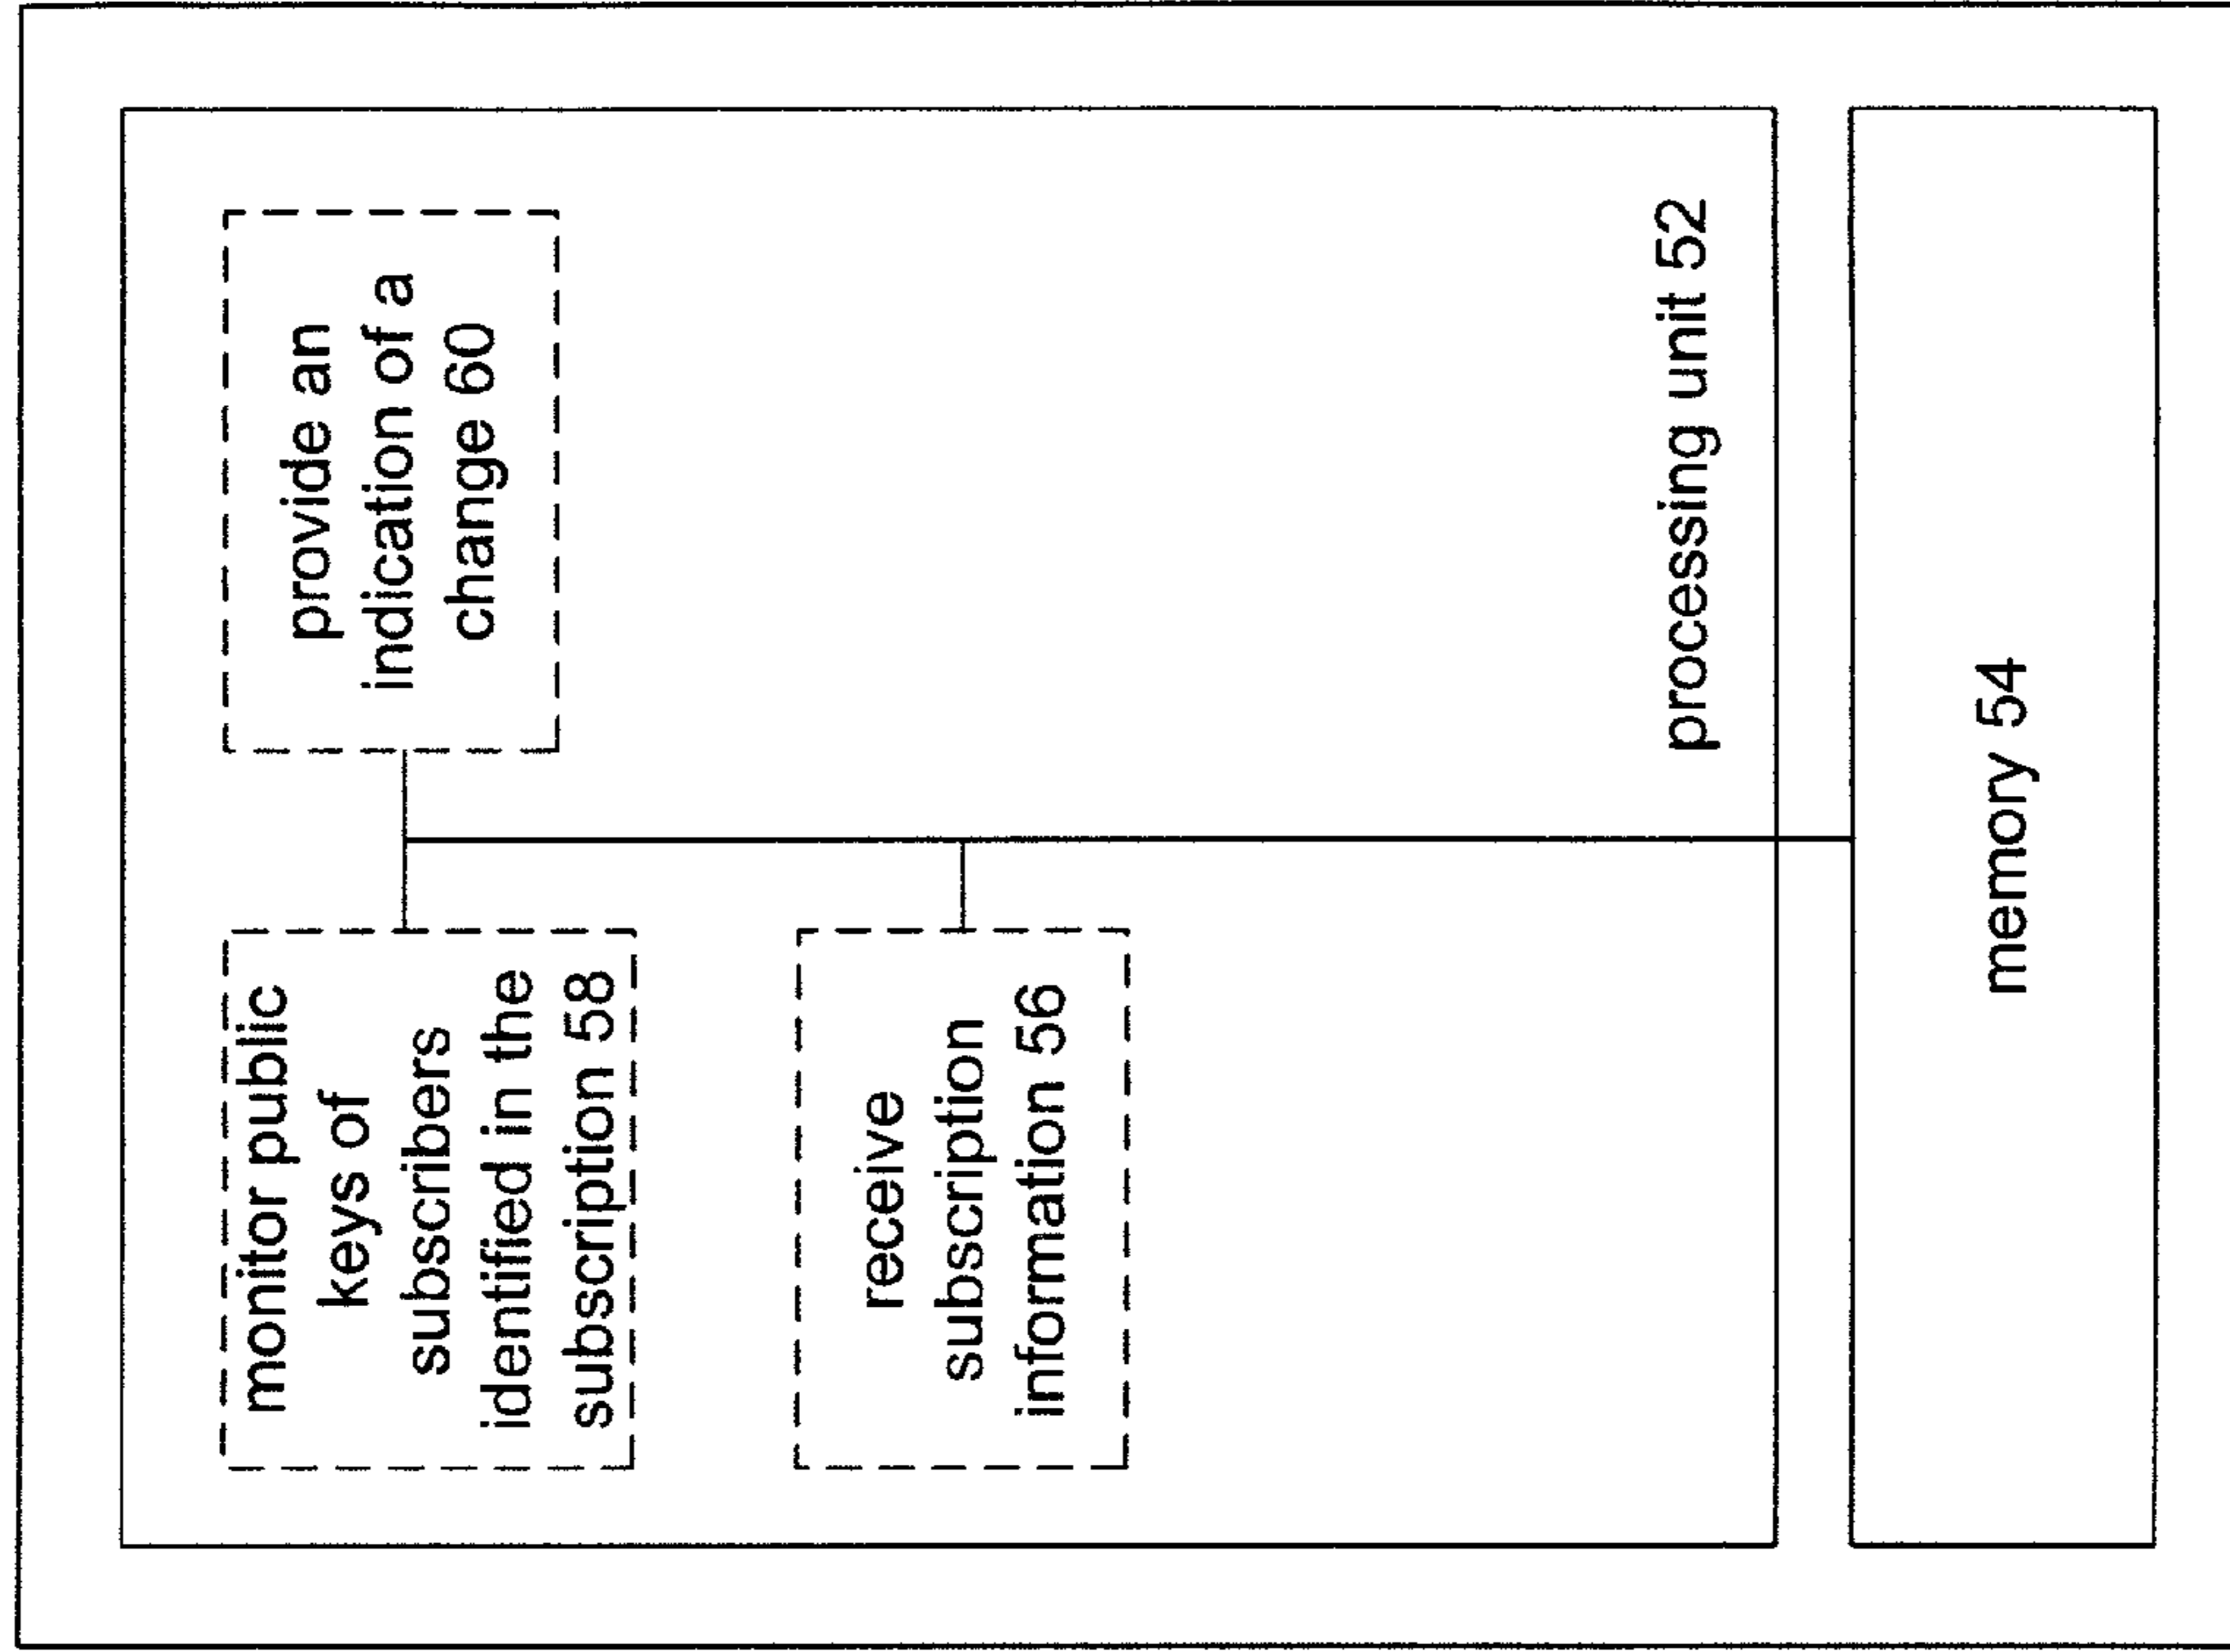 monitor public
keys of
subscribers
identified in the
subscription 58
provide an
indication of a
change 60
receive
subscription
information 56
processing unit 52
memory 54